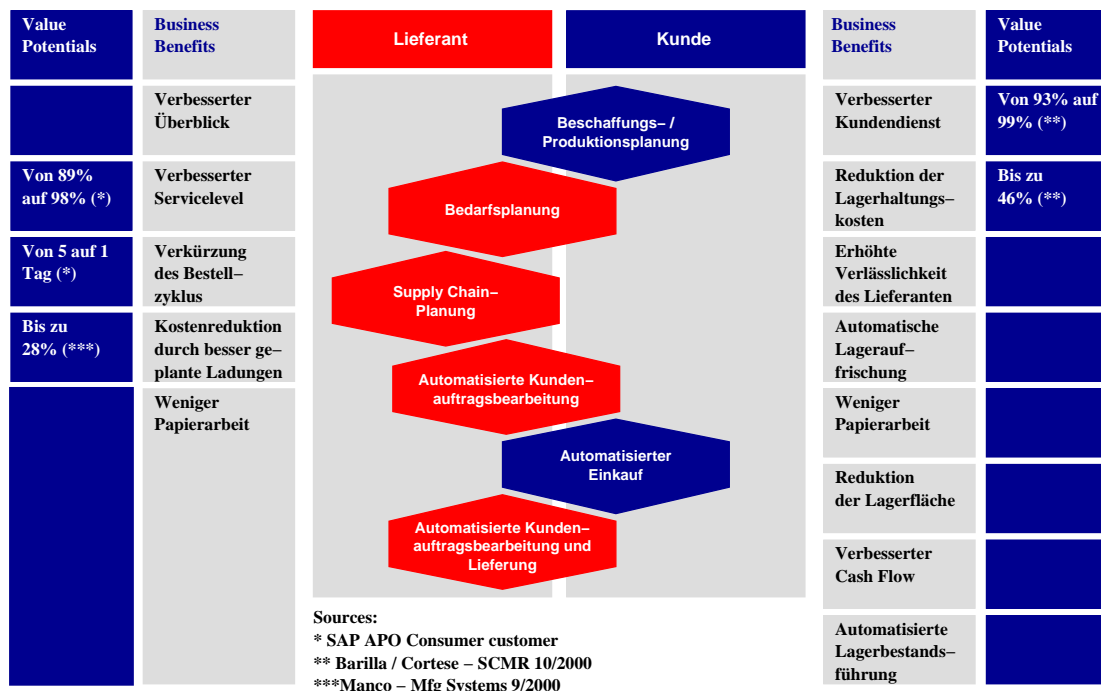 Value
Potentials
Business
Benefits
Verbesserter
Überblick
Von 89%
auf 98% (*)
Verbesserter
Servicelevel
Von 5 auf 1
Tag (*)
Verkürzung
des Bestell–
zyklus
Bis zu
28% (***)
Kostenreduktion
durch besser ge–
plante Ladungen
Weniger
Papierarbeit
Lieferant
Kunde
Beschaffungs– /
Produktionsplanung
Bedarfsplanung
Supply Chain–
Planung
Automatisierte Kunden–
auftragsbearbeitung
Automatisierter
Einkauf
Automatisierte Kunden–
auftragsbearbeitung und
Lieferung
Sources:
* SAP APO Consumer customer
** Barilla / Cortese – SCMR 10/2000
***Manco – Mfg Systems 9/2000
Business
Benefits
Value
Potentials
Verbesserter
Kundendienst
Von 93% auf
99% (**)
Reduktion der
Lagerhaltungs–
kosten
Bis zu
46% (**)
Erhöhte
Verlässlichkeit
des Lieferanten
Automatische
Lagerauf–
frischung
Weniger
Papierarbeit
Reduktion
der Lagerfläche
Verbesserter
Cash Flow
Automatisierte
Lagerbestands–
führung